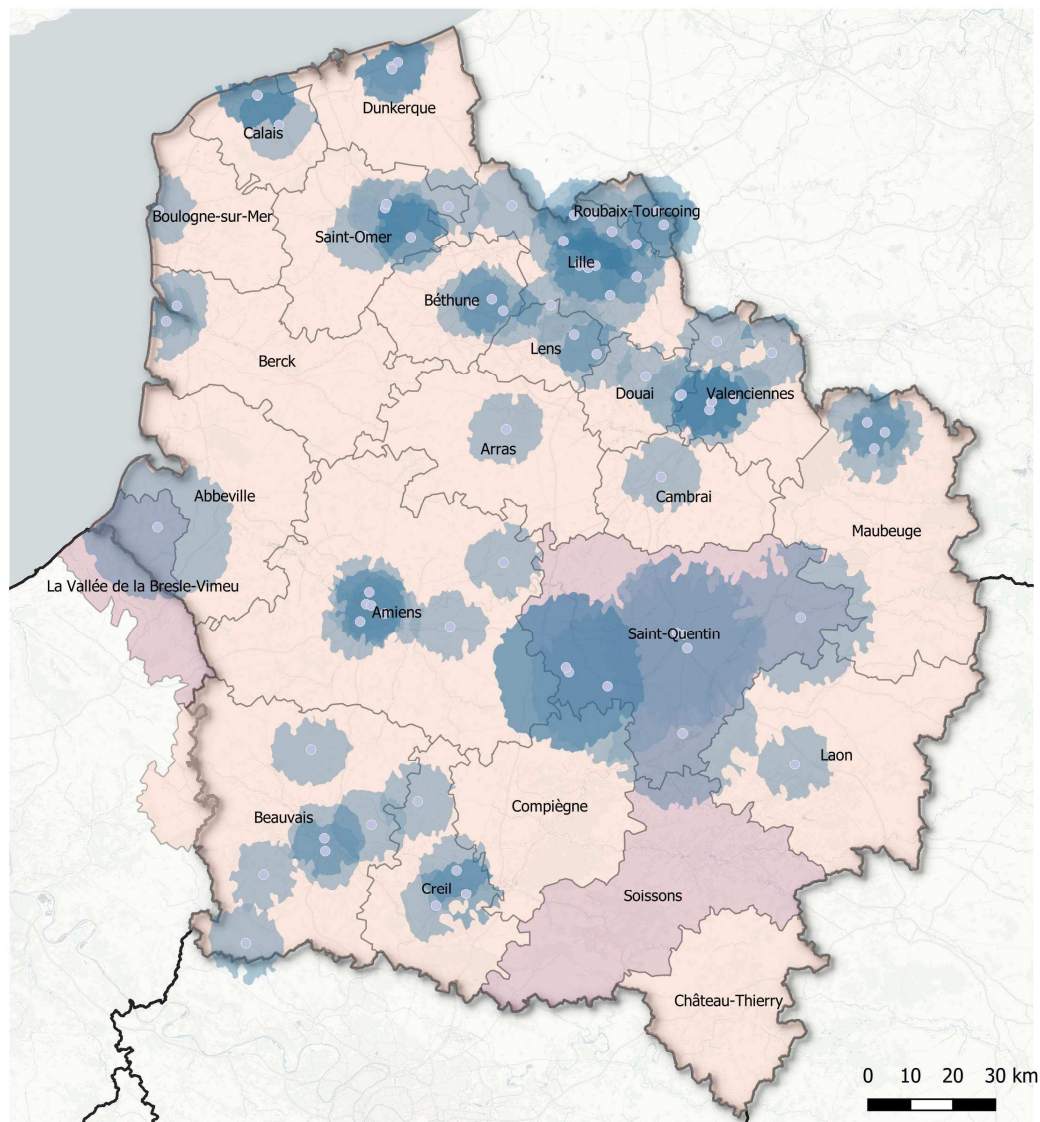 Dunkerque
Calais
Boulogne-sur-Mer
Roubaix-Tourcoing
Saint-Omer
Lille
Béthune
Lens
Berck
Douai
Valenciennes
Arras
Cambrai
Abbeville
Maubeuge
La Vallée de la Bresle-Vimeu
Amiens
Saint-Quentin
Laon
Compiègne
Beauvais
Creil
Soissons
Château-Thierry
0 10 20 30 km